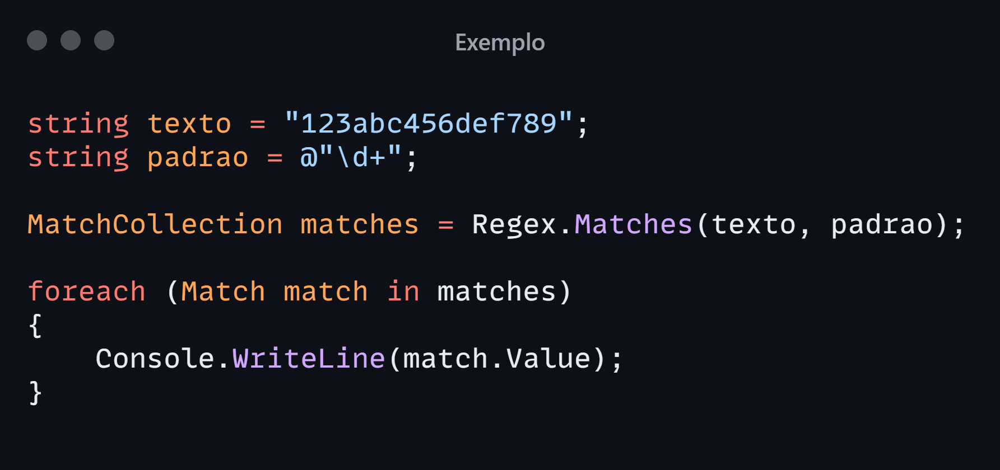 Exemplo
string texto = "123abc456def789";
string padrao = @"\d+";
MatchCollection matches = Regex.Matches(texto, padrao);
foreach (Match match in matches)
{
    Console.WriteLine(match.Value);
}